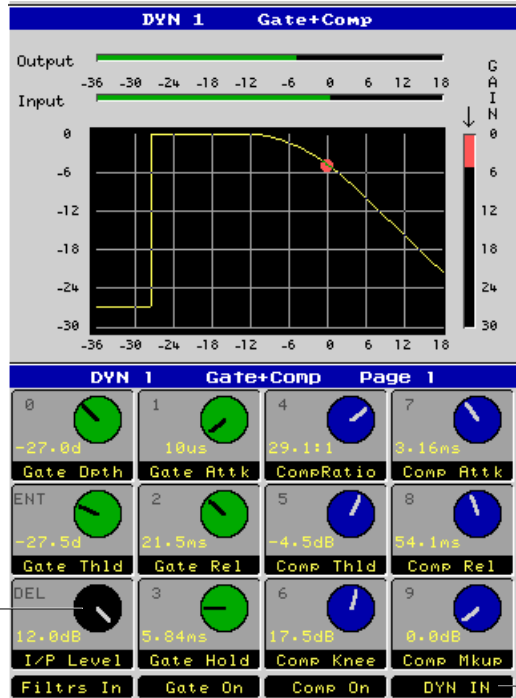 DYN 1 Gate+Comp
Output
-36 -30 -24 -18 -12 -6 0 6 12 18
Input
GAIN
0 0
-6 6
-12 12
-18 18
-24 24
-30 30
-36 -30 -24 -18 -12 -6 0 6 12 18
DYN 1 Gate+Comp Page 1
0 1 4 7
-27.0d 10us 29.1:1 3.16ms
Gate Dpth Gate Attk CompRatio Comp Attk
ENT 2 5 8
-27.5d 21.5ms -4.5dB 54.1ms
Gate Thld Gate Rel Comp Thld Comp Rel
DEL 3 6 9
12.0dB 5.84ms 17.5dB 0.0dB
I/P Level Gate Hold Comp Knee Comp Mkup
Filtrs In Gate On Comp On DYN IN